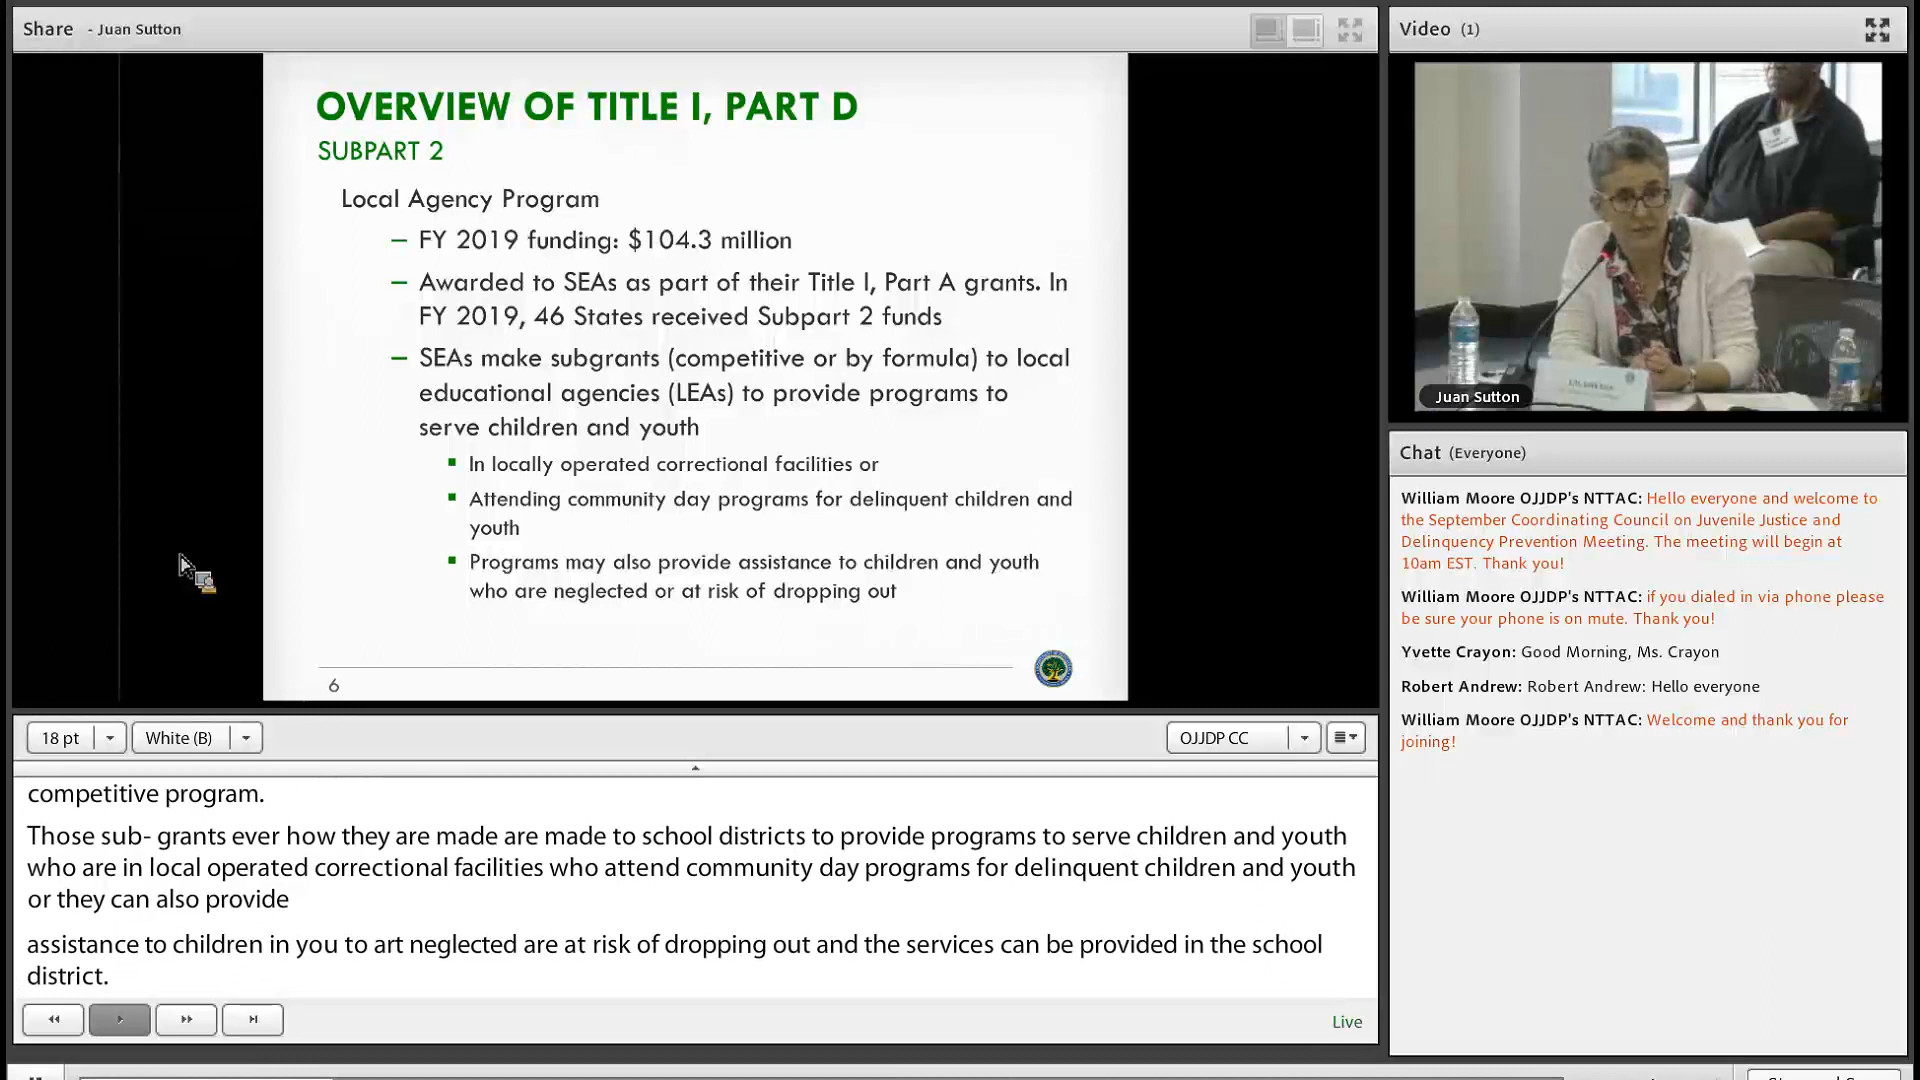 Share - Juan Sutton
OVERVIEW OF TITLE I, PART D
SUBPART 2
Local Agency Program
– FY 2019 funding: $104.3 million
– Awarded to SEAs as part of their Title I, Part A grants. In
FY 2019, 46 States received Subpart 2 funds
– SEAs make subgrants (competitive or by formula) to local
educational agencies (LEAs) to provide programs to
serve children and youth
▪ In locally operated correctional facilities or
▪ Attending community day programs for delinquent children and
youth
▪ Programs may also provide assistance to children and youth
who are neglected or at risk of dropping out
6
18 pt
White (B)
OJJDP CC
competitive program.
Those sub- grants ever how they are made are made to school districts to provide programs to serve children and youth
who are in local operated correctional facilities who attend community day programs for delinquent children and youth
or they can also provide
assistance to children in you to art neglected are at risk of dropping out and the services can be provided in the school
district.
Live
Video (1)
Juan Sutton
Chat (Everyone)
William Moore OJJDP's NTTAC: Hello everyone and welcome to
the September Coordinating Council on Juvenile Justice and
Delinquency Prevention Meeting. The meeting will begin at
10am EST. Thank you!
William Moore OJJDP's NTTAC: if you dialed in via phone please
be sure your phone is on mute. Thank you!
Yvette Crayon: Good Morning, Ms. Crayon
Robert Andrew: Robert Andrew: Hello everyone
William Moore OJJDP's NTTAC: Welcome and thank you for
joining!